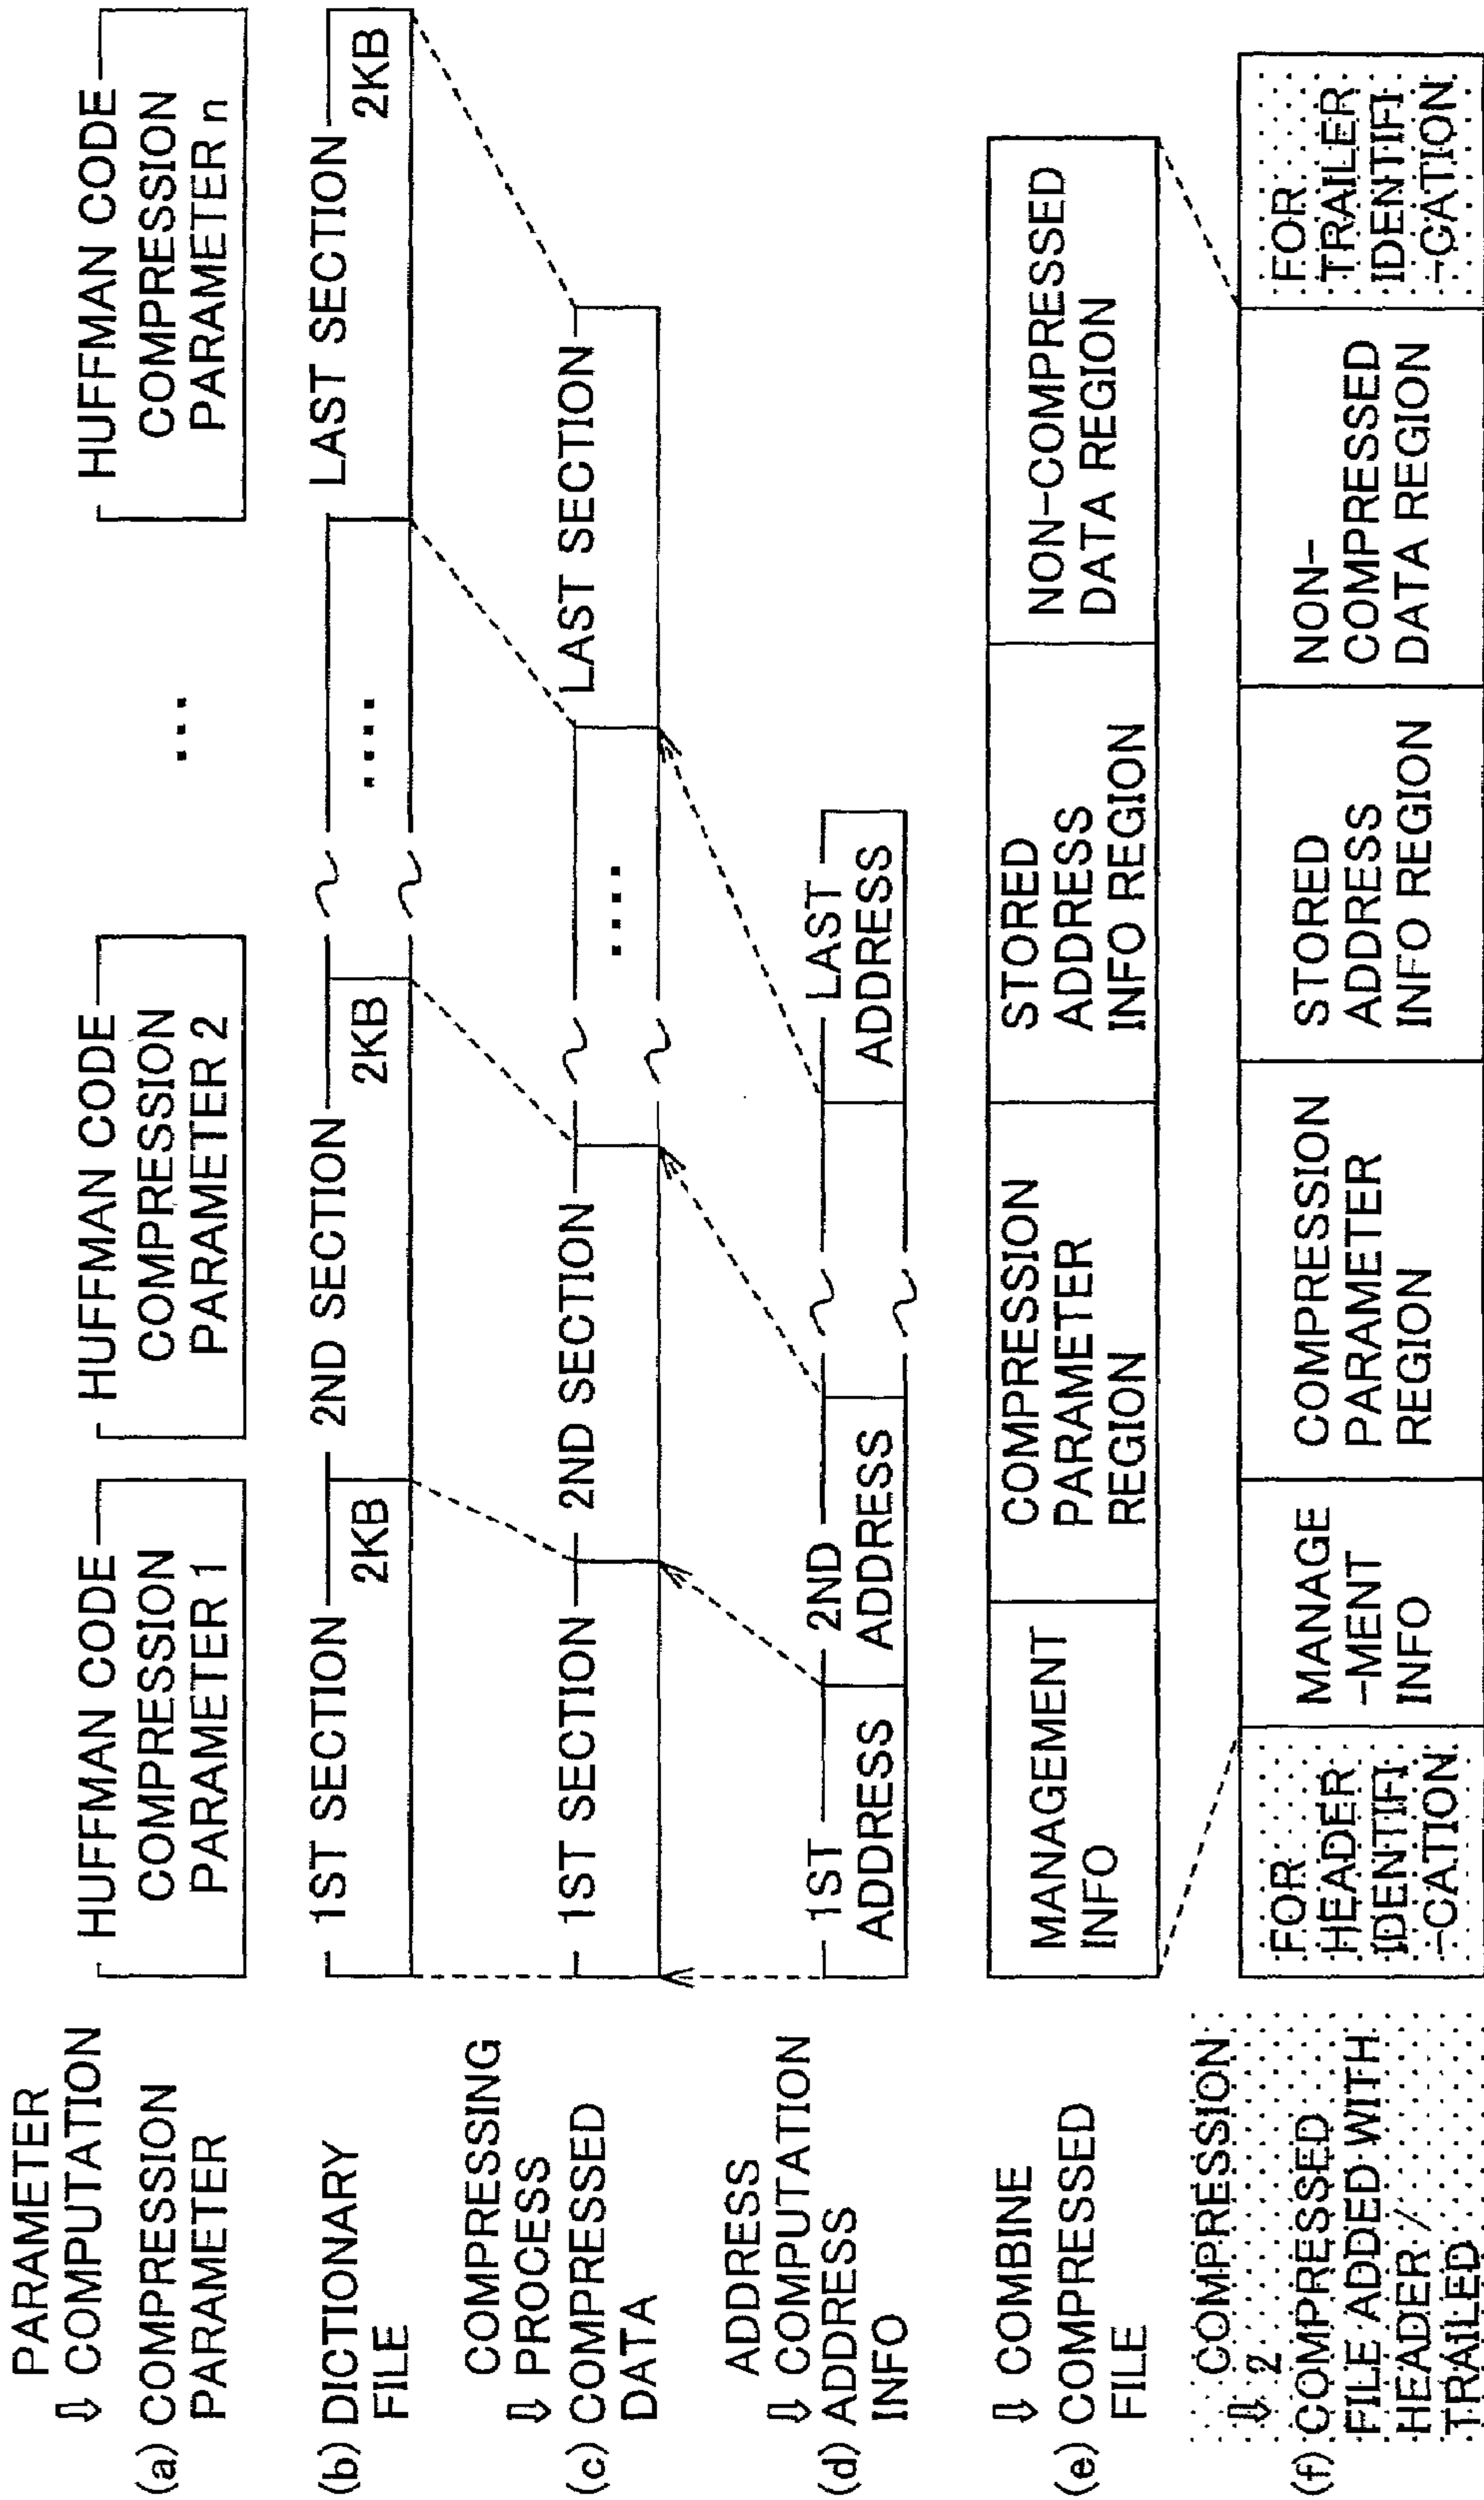 PARAMETER
⇩ COMPUTATION
(a) COMPRESSION
PARAMETER
HUFFMAN CODE
COMPRESSION
PARAMETER 1
HUFFMAN CODE
COMPRESSION
PARAMETER 2
...
HUFFMAN CODE
COMPRESSION
PARAMETER n
(b) DICTIONARY
FILE
1ST SECTION
2KB
2ND SECTION
2KB
....
LAST SECTION
2KB
COMPRESSING
⇩ PROCESS
(c) COMPRESSED
DATA
1ST SECTION
2ND SECTION
....
LAST SECTION
ADDRESS
⇩ COMPUTATION
(d) ADDRESS
INFO
1ST
ADDRESS
2ND
ADDRESS
LAST
ADDRESS
⇩ COMBINE
(e) COMPRESSED
FILE
MANAGEMENT
INFO
COMPRESSION
PARAMETER
REGION
STORED
ADDRESS
INFO REGION
NON-COMPRESSED
DATA REGION
COMPRESSION
⇩ 2
(f) COMPRESSED
FILE ADDED WITH
HEADER /
TRAILED
FOR
HEADER
IDENTIFI
-CATION
MANAGE
-MENT
INFO
COMPRESSION
PARAMETER
REGION
STORED
ADDRESS
INFO REGION
NON-
COMPRESSED
DATA REGION
FOR
TRAILER
IDENTIFI
-CATION